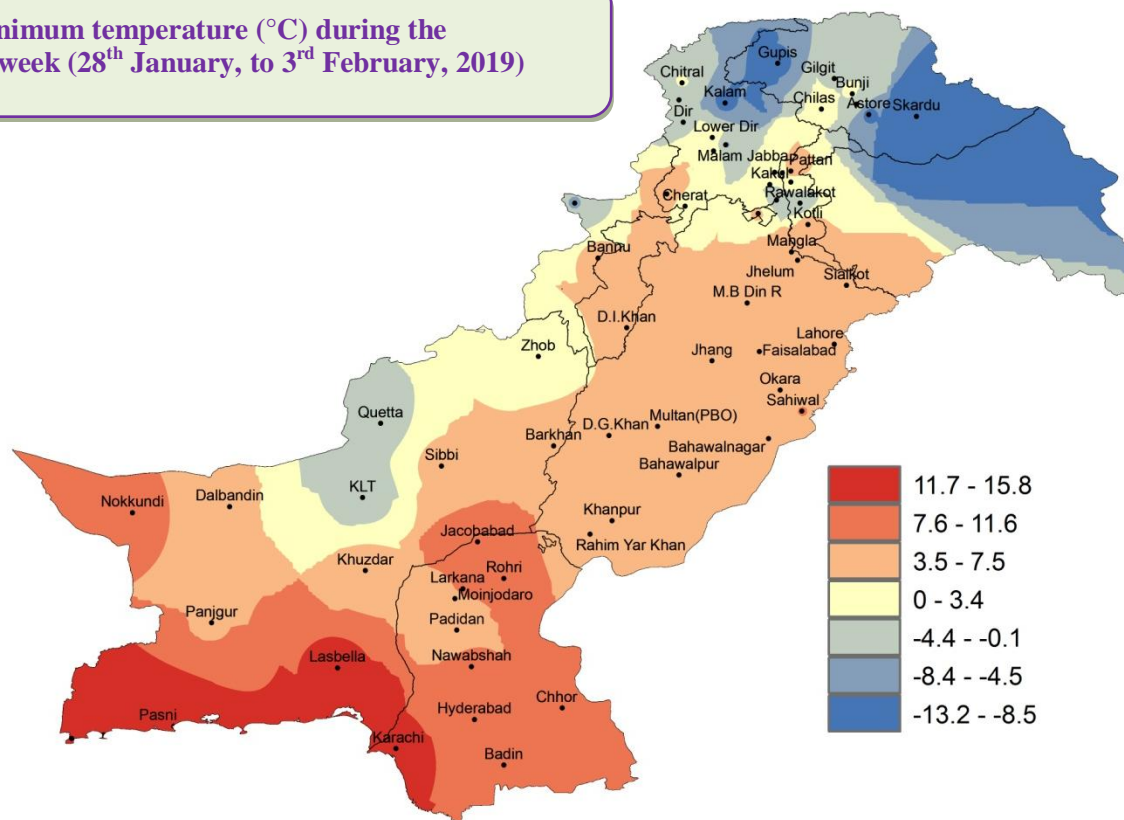 nimum temperature (°C) during the
week (28th January, to 3rd February, 2019)
Gupis
Chitral
Gilgit
Bunji
Kalam
Chilas
Astore
Skardu
Dir
Lower Dir
Malam Jabba
Pattan
Kakul
Cherat
Rawalakot
Kotli
Bannu
Mangla
Jhelum
Sialkot
M.B Din R
D.I.Khan
Zhob
Lahore
Jhang
Faisalabad
Okara
Sahiwal
Quetta
D.G.Khan
Multan(PBO)
Barkhan
Bahawalnagar
Sibbi
Bahawalpur
Nokkundi
Dalbandin
KLT
Khanpur
Jacobabad
Rahim Yar Khan
Khuzdar
Rohri
Larkana
Moinjodaro
Panjgur
Padidan
Lasbella
Nawabshah
Chhor
Pasni
Hyderabad
Karachi
Badin
11.7 - 15.8
7.6 - 11.6
3.5 - 7.5
0 - 3.4
-4.4 - -0.1
-8.4 - -4.5
-13.2 - -8.5